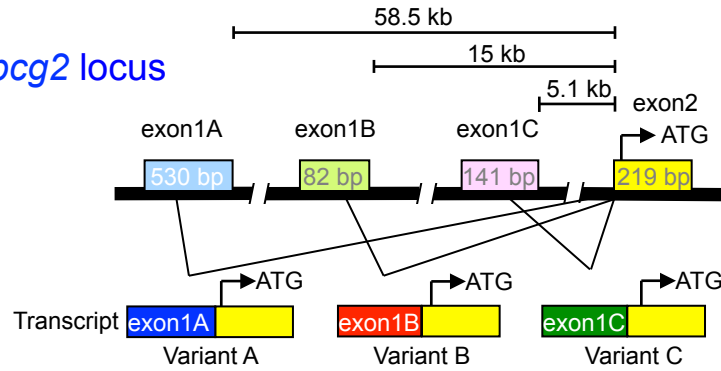 58.5 kb
bcg2 locus
15 kb
5.1 kb
exon2
exon1A exon1B exon1C ATG
530 bp 82 bp 141 bp 219 bp
ATG ATG ATG
Transcript exon1A exon1B exon1C
Variant A Variant B Variant C